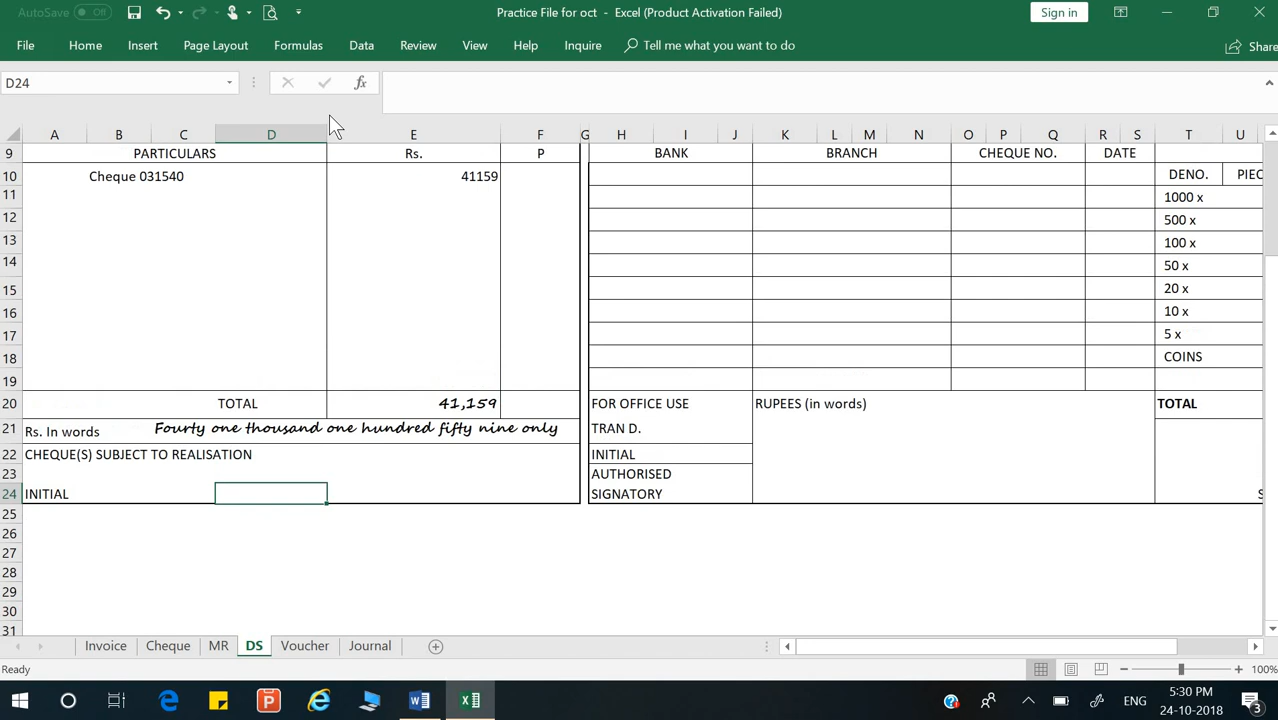 AutoSave Off Practice File for oct - Excel (Product Activation Failed) Sign in
File Home Insert Page Layout Formulas Data Review View Help Inquire Tell me what you want to do Share
D24 fx
A B C D E F G H I J K L M N O P Q R S T U
9 PARTICULARS Rs. P BANK BRANCH CHEQUE NO. DATE
10 Cheque 031540 41159 DENO. PIEC
11 1000 x
12 500 x
13 100 x
14 50 x
15 20 x
16 10 x
17 5 x
18 COINS
19
20 TOTAL 41,159 FOR OFFICE USE RUPEES (in words) TOTAL
21 Rs. In words Fourty one thousand one hundred fifty nine only TRAN D.
22 CHEQUE(S) SUBJECT TO REALISATION INITIAL
23 AUTHORISED
24 INITIAL SIGNATORY S
25
26
27
28
29
30
31
Invoice Cheque MR DS Voucher Journal
Ready 100%
ENG 5:30 PM
24-10-2018 3